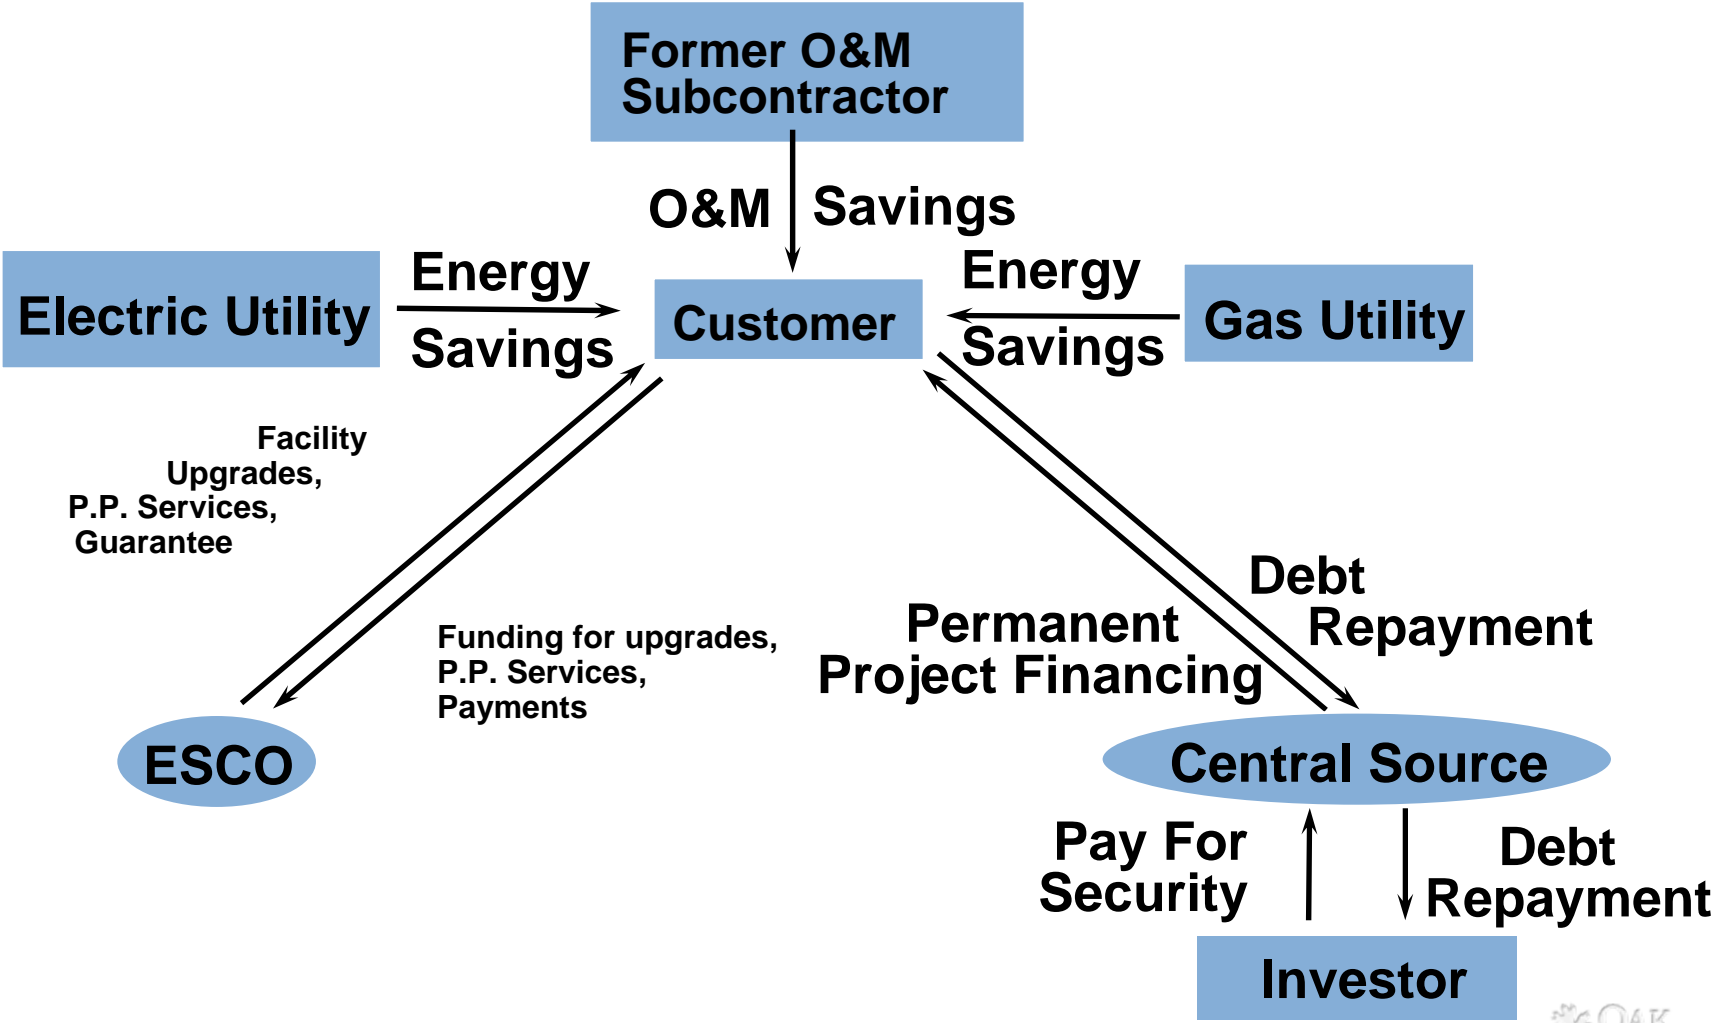 Former O&M
Subcontractor
O&M Savings
Electric Utility
Energy
Savings
Customer
Energy
Savings
Gas Utility
Facility
Upgrades,
P.P. Services,
Guarantee
Funding for upgrades,
P.P. Services,
Payments
Permanent
Project Financing
Debt
Repayment
ESCO
Central Source
Pay For
Security
Debt
Repayment
Investor
OAK